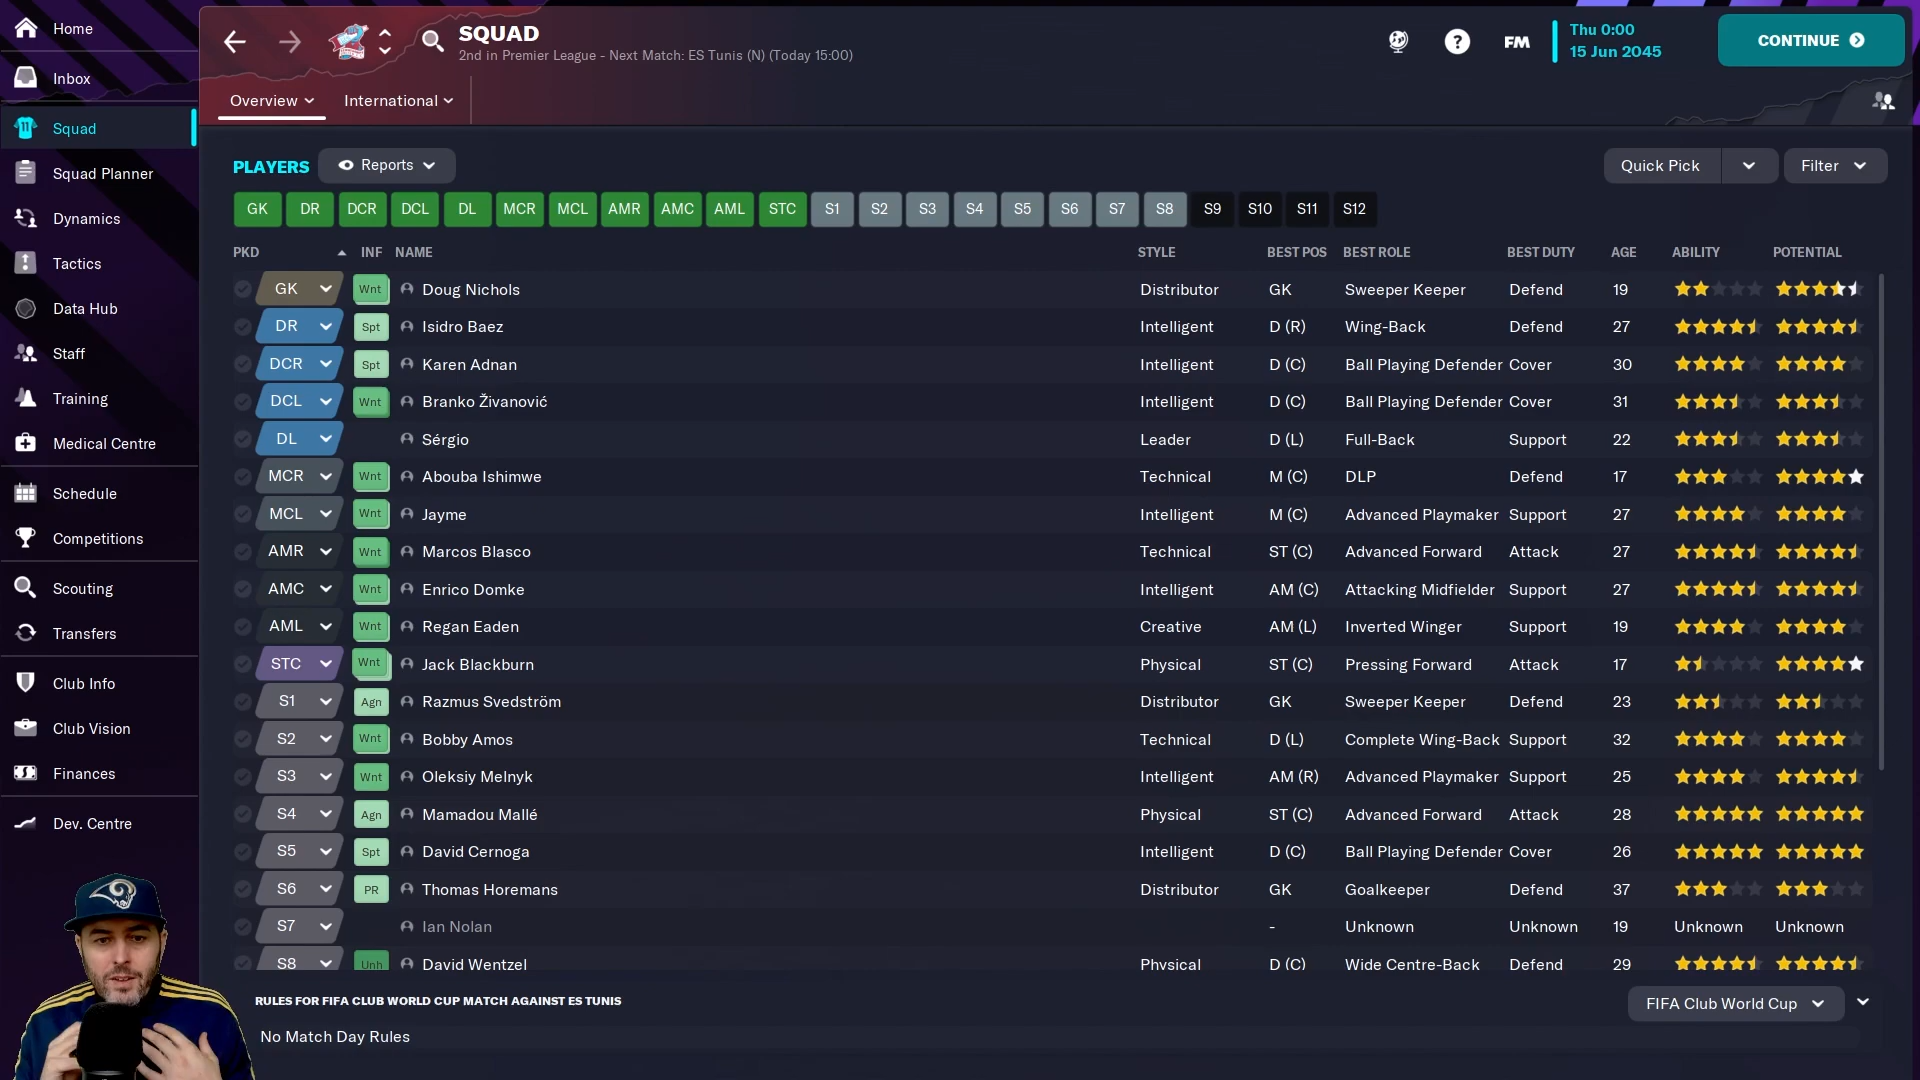 Home
Inbox
Squad
Squad Planner
Dynamics
Tactics
Data Hub
Staff
Training
Medical Centre
Schedule
Competitions
Scouting
Transfers
Club Info
Club Vision
Finances
Dev. Centre
SQUAD
2nd in Premier League - Next Match: ES Tunis (N) (Today 15:00)
? FM
Thu 0:00
15 Jun 2045
CONTINUE
Overview International
PLAYERS Reports Quick Pick Filter
GK DR DCR DCL DL MCR MCL AMR AMC AML STC S1 S2 S3 S4 S5 S6 S7 S8 S9 S10 S11 S12
PKD INF NAME STYLE BEST POS BEST ROLE BEST DUTY AGE ABILITY POTENTIAL
GK Wnt Doug Nichols Distributor GK Sweeper Keeper Defend 19
DR Spt Isidro Baez Intelligent D (R) Wing-Back Defend 27
DCR Spt Karen Adnan Intelligent D (C) Ball Playing Defender Cover 30
DCL Wnt Branko Živanović Intelligent D (C) Ball Playing Defender Cover 31
DL Sérgio Leader D (L) Full-Back Support 22
MCR Wnt Abouba Ishimwe Technical M (C) DLP Defend 17
MCL Wnt Jayme Intelligent M (C) Advanced Playmaker Support 27
AMR Wnt Marcos Blasco Technical ST (C) Advanced Forward Attack 27
AMC Wnt Enrico Domke Intelligent AM (C) Attacking Midfielder Support 27
AML Wnt Regan Eaden Creative AM (L) Inverted Winger Support 19
STC Wnt Jack Blackburn Physical ST (C) Pressing Forward Attack 17
S1 Agn Razmus Svedström Distributor GK Sweeper Keeper Defend 23
S2 Wnt Bobby Amos Technical D (L) Complete Wing-Back Support 32
S3 Wnt Oleksiy Melnyk Intelligent AM (R) Advanced Playmaker Support 25
S4 Agn Mamadou Mallé Physical ST (C) Advanced Forward Attack 28
S5 Spt David Cernoga Intelligent D (C) Ball Playing Defender Cover 26
S6 PR Thomas Horemans Distributor GK Goalkeeper Defend 37
S7 Ian Nolan - Unknown Unknown 19 Unknown Unknown
S8 Unh David Wentzel Physical D (C) Wide Centre-Back Defend 29
RULES FOR FIFA CLUB WORLD CUP MATCH AGAINST ES TUNIS
FIFA Club World Cup
No Match Day Rules